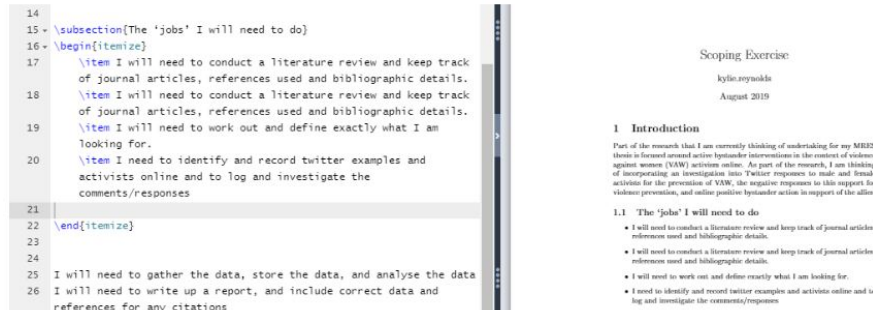 14
15 \subsection{The ‘jobs’ I will need to do}
16 \begin{itemize}
17 \item I will need to conduct a literature review and keep track
of journal articles, references used and bibliographic details.
18 \item I will need to conduct a literature review and keep track
of journal articles, references used and bibliographic details.
19 \item I will need to work out and define exactly what I am
looking for.
20 \item I need to identify and record twitter examples and
activists online and to log and investigate the
comments/responses
21
22 \end{itemize}
23
24
25 I will need to gather the data, store the data, and analyse the data
26 I will need to write up a report, and include correct data and
references for any citations
Scoping Exercise
kylie.reynolds
August 2019
1 Introduction
Part of the research that I am currently thinking of undertaking for my MRES
thesis is focused around active bystander interventions in the context of violence
against women (VAW) activism online. As part of the research, I am thinking
of incorporating an investigation into Twitter responses to male and female
activists for the prevention of VAW, the negative responses to this support for
violence prevention, and online positive bystander action in support of the allies
1.1 The ‘jobs’ I will need to do
• I will need to conduct a literature review and keep track of journal articles,
references used and bibliographic details.
• I will need to conduct a literature review and keep track of journal articles,
references used and bibliographic details.
• I will need to work out and define exactly what I am looking for.
• I need to identify and record twitter examples and activists online and to
log and investigate the comments/responses